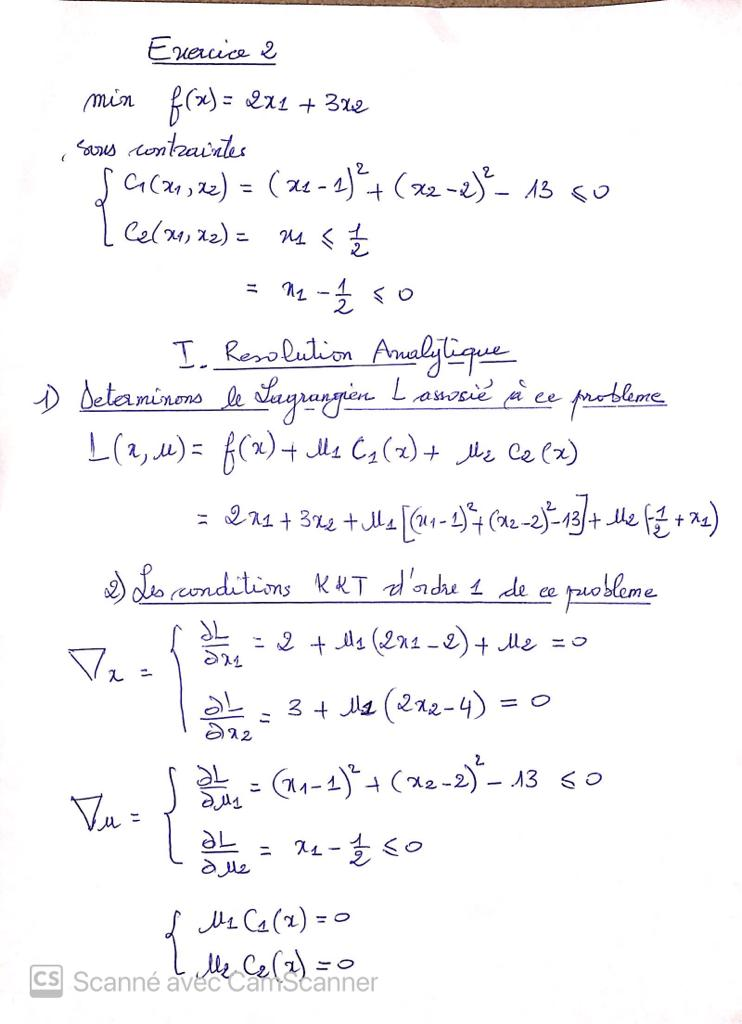 Exercice 2
min f(x) = 2x1 + 3x2
sous contraintes
{ C1(x1, x2) = (x1 - 1)² + (x2 - 2)² - 13 ≤ 0
C2(x1, x2) = x1 ≤ 1/2
= x1 - 1/2 ≤ 0
I. Resolution Analytique
1) Determinons le Lagrangien L associé à ce probleme
L(x, μ) = f(x) + μ1 C1(x) + μ2 C2(x)
= 2x1 + 3x2 + μ1 [(x1 - 1)² + (x2 - 2)² - 13] + μ2 (-1/2 + x1)
2) Les conditions KKT d'ordre 1 de ce probleme
∇x = { ∂L/∂x1 = 2 + μ1 (2x1 - 2) + μ2 = 0
∂L/∂x2 = 3 + μ1 (2x2 - 4) = 0
∇μ = { ∂L/∂μ1 = (x1 - 1)² + (x2 - 2)² - 13 ≤ 0
∂L/∂μ2 = x1 - 1/2 ≤ 0
{ μ1 C1(x) = 0
μ2 C2(x) = 0
CS Scanné avec CamScanner